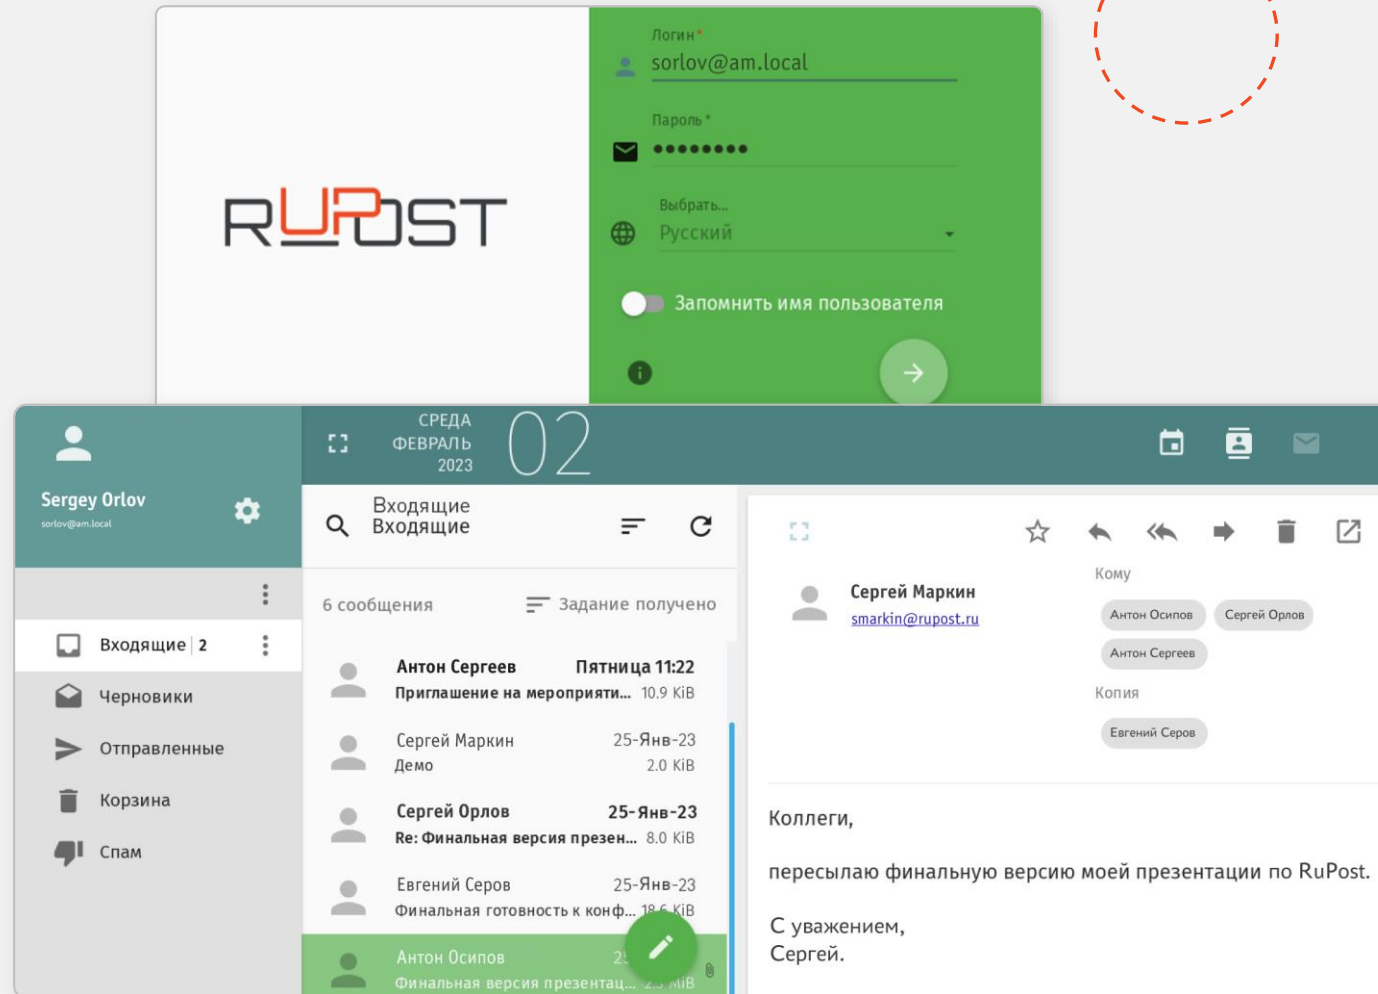 Логин*
sorlov@am.local
Пароль*
RUPOST
Выбрать...
Русский
Запомнить имя пользователя
СРЕДА
ФЕВРАЛЬ
2023
02
Sergey Orlov
sorlov@am.local
Входящие
Входящие
6 сообщения
Задание получено
Входящие 2
Черновики
Отправленные
Корзина
Спам
Антон Сергеев Пятница 11:22
Приглашение на мероприяти... 10.9 KiB
Сергей Маркин 25-Янв-23
Демо 2.0 KiB
Сергей Орлов 25-Янв-23
Re: Финальная версия презен... 8.0 KiB
Евгений Серов 25-Янв-23
Финальная готовность к конф... 18.6 KiB
Антон Осипов
Финальная версия презентац... MiB
Сергей Маркин
smarkin@rupost.ru
Кому
Антон Осипов Сергей Орлов
Антон Сергеев
Копия
Евгений Серов
Коллеги,
пересылаю финальную версию моей презентации по RuPost.
С уважением,
Сергей.